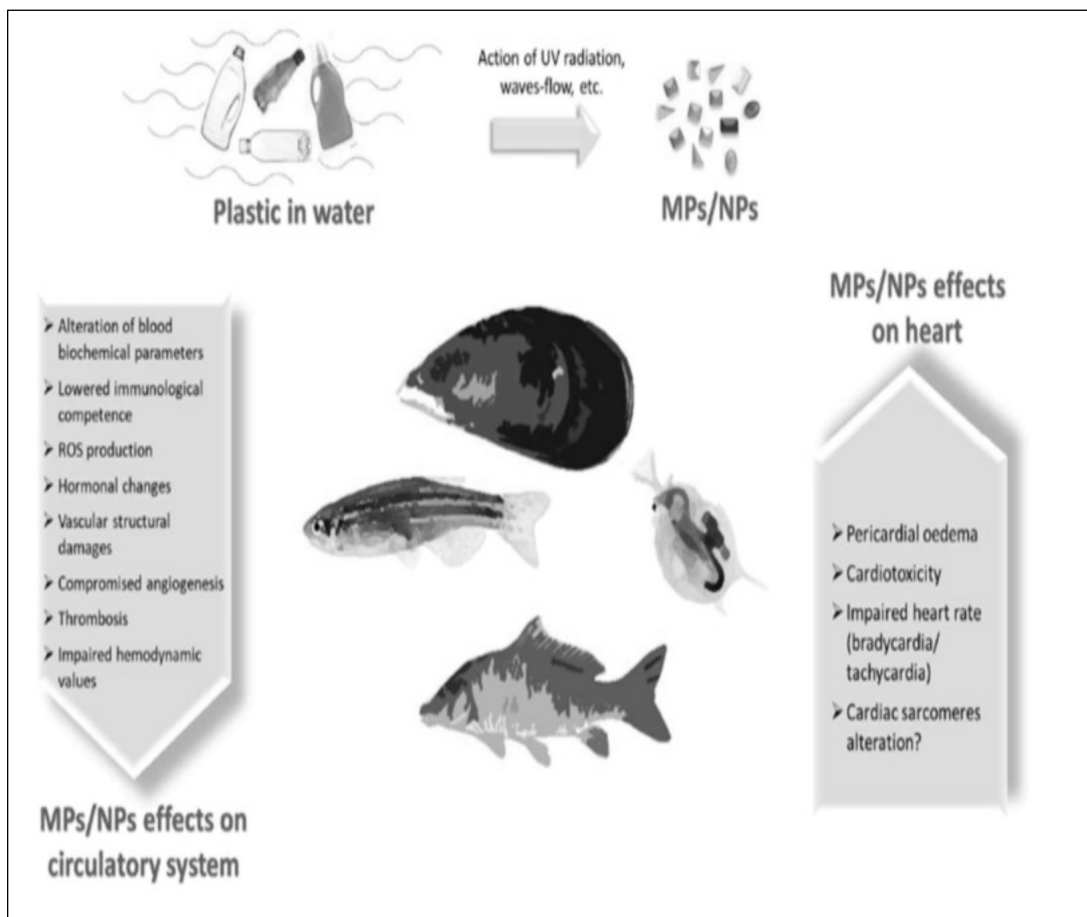 Action of UV radiation,
waves-flow, etc.
Plastic in water
MPs/NPs
➤ Alteration of blood
biochemical parameters
➤ Lowered immunological
competence
➤ ROS production
➤ Hormonal changes
➤ Vascular structural
damages
➤ Compromised angiogenesis
➤ Thrombosis
➤ Impaired hemodynamic
values
MPs/NPs effects on
circulatory system
MPs/NPs effects
on heart
➤ Pericardial oedema
➤ Cardiotoxicity
➤ Impaired heart rate
(bradycardia/
tachycardia)
➤ Cardiac sarcomeres
alteration?